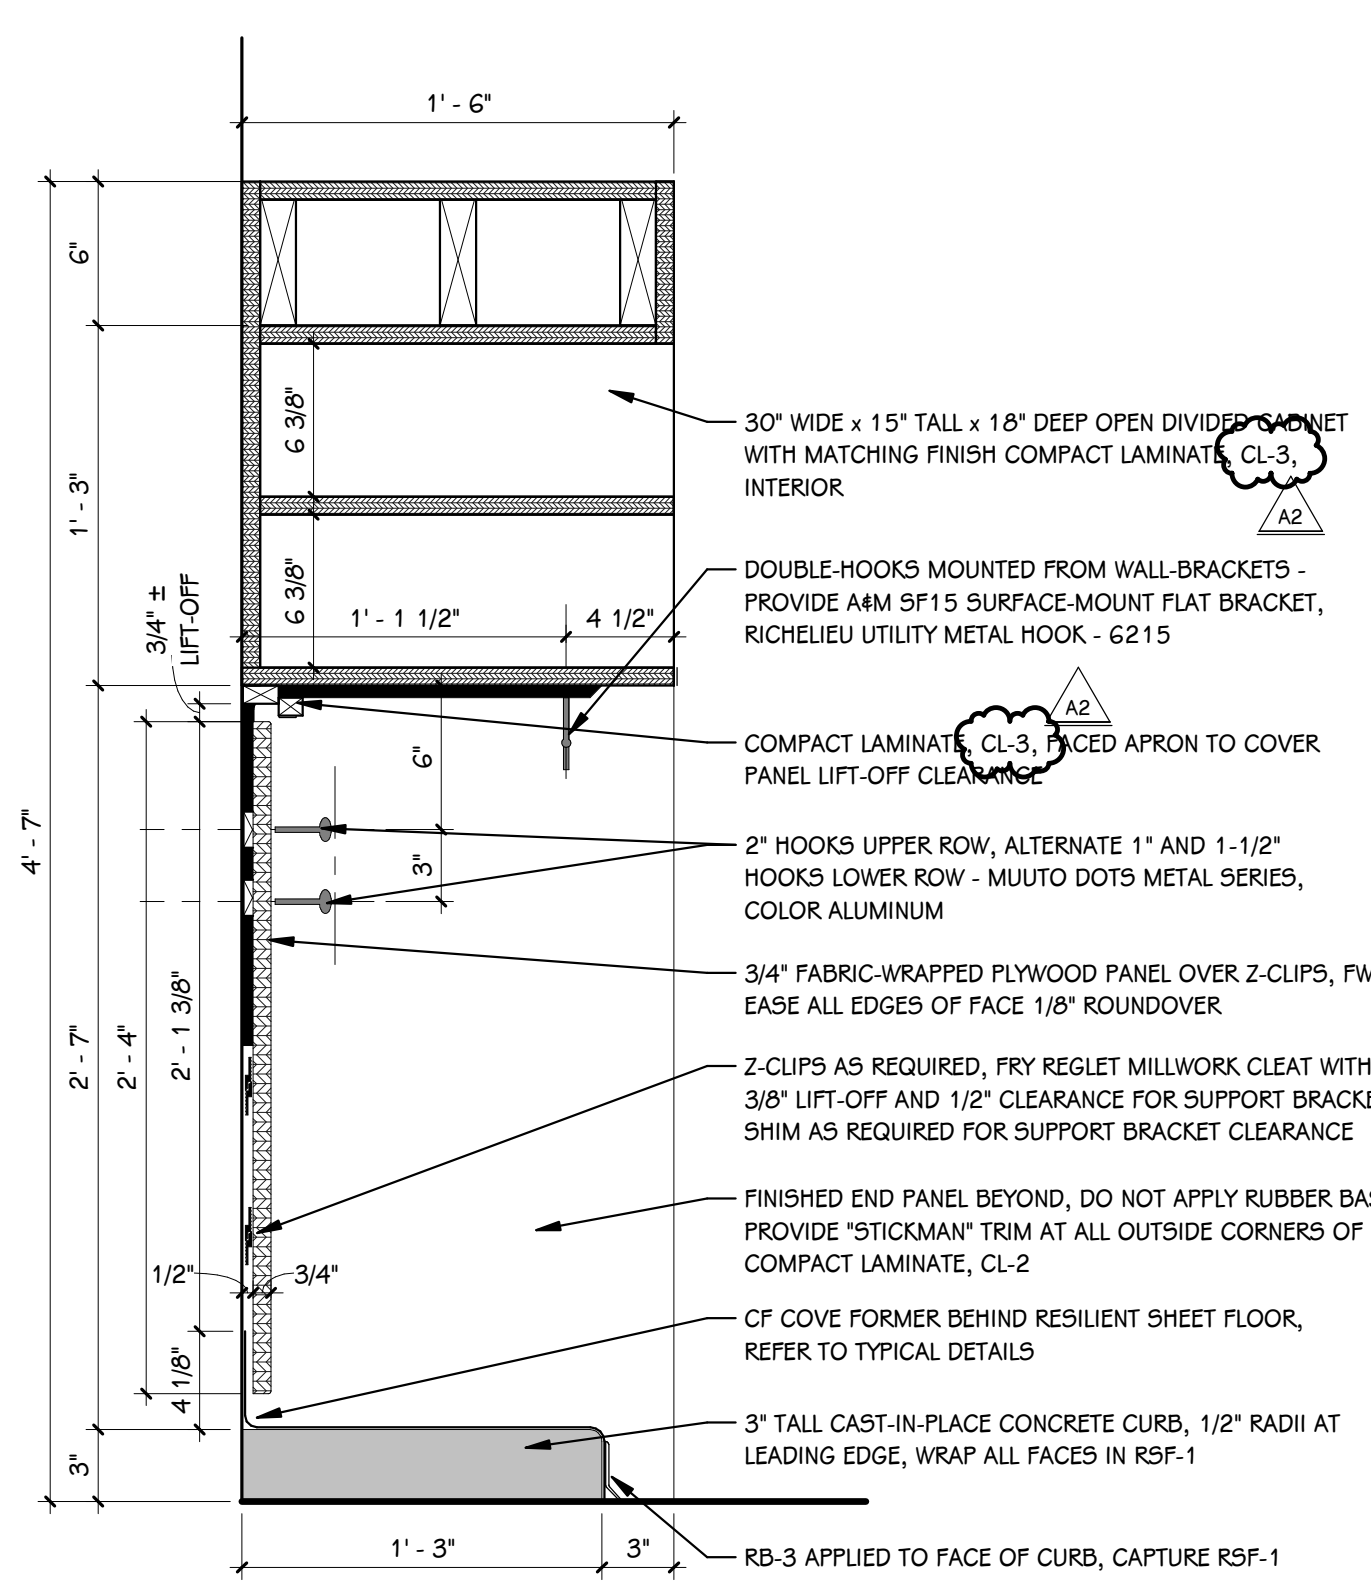 1' - 6"
6"
1' - 3"
6 3/8"
30" WIDE x 15" TALL x 18" DEEP OPEN DIVIDED CABINET
WITH MATCHING FINISH COMPACT LAMINATE, CL-3,
INTERIOR
A2
6 3/8"
3/4" ±
LIFT-OFF
1' - 1 1/2"
4 1/2"
DOUBLE-HOOKS MOUNTED FROM WALL-BRACKETS -
PROVIDE A&M SF15 SURFACE-MOUNT FLAT BRACKET,
RICHELIEU UTILITY METAL HOOK - 6215
A2
COMPACT LAMINATE, CL-3, FACED APRON TO COVER
PANEL LIFT-OFF CLEARANCE
6"
3"
4' - 7"
2" HOOKS UPPER ROW, ALTERNATE 1" AND 1-1/2"
HOOKS LOWER ROW - MUUTO DOTS METAL SERIES,
COLOR ALUMINUM
2' - 7"
2' - 4"
2' - 1 3/8"
3/4" FABRIC-WRAPPED PLYWOOD PANEL OVER Z-CLIPS,
EASE ALL EDGES OF FACE 1/8" ROUNDOVER
Z-CLIPS AS REQUIRED, FRY REGLET MILLWORK CLEAT WITH
3/8" LIFT-OFF AND 1/2" CLEARANCE FOR SUPPORT
SHIM AS REQUIRED FOR SUPPORT BRACKET CLEARANCE
FINISHED END PANEL BEYOND, DO NOT APPLY RUBBER
PROVIDE "STICKMAN" TRIM AT ALL OUTSIDE CORNERS OF
COMPACT LAMINATE, CL-2
1/2"
3/4"
CF COVE FORMER BEHIND RESILIENT SHEET FLOOR,
REFER TO TYPICAL DETAILS
4 1/8"
3" TALL CAST-IN-PLACE CONCRETE CURB, 1/2" RADII AT
LEADING EDGE, WRAP ALL FACES IN RSF-1
3"
1' - 3"
3"
RB-3 APPLIED TO FACE OF CURB, CAPTURE RSF-1